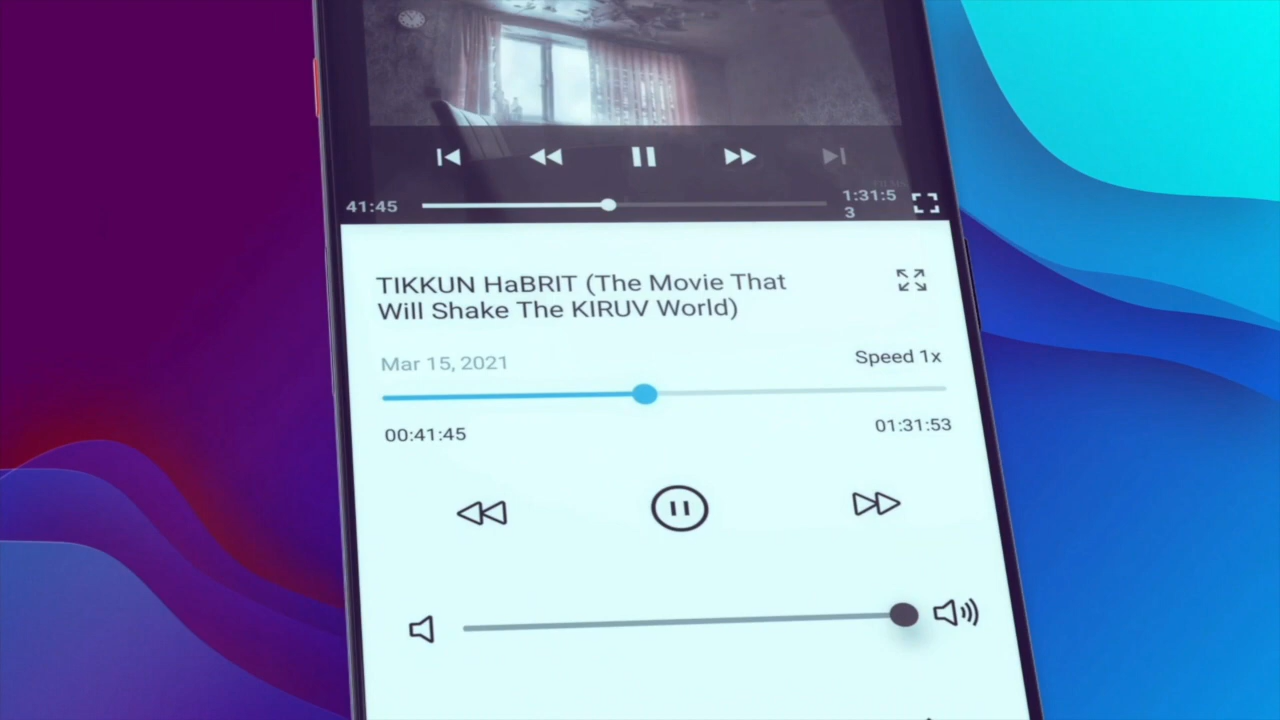 41:45
1:31:5
3
TIKKUN HaBRIT (The Movie That
Will Shake The KIRUV World)
Mar 15, 2021
Speed 1x
00:41:45
01:31:53